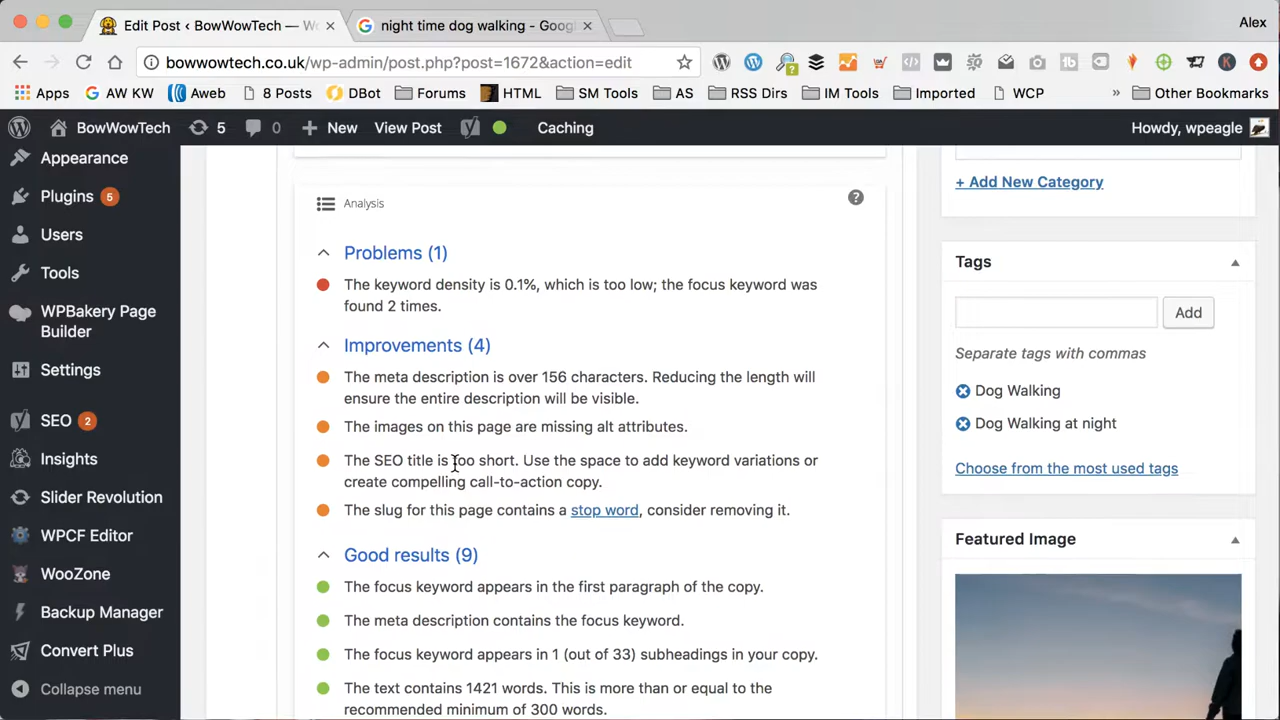 Edit Post ‹ BowWowTech — Wo
night time dog walking - Googl
Alex
bowwowtech.co.uk/wp-admin/post.php?post=1672&action=edit
Apps
AW KW
Aweb
8 Posts
DBot
Forums
HTML
SM Tools
AS
RSS Dirs
IM Tools
Imported
WCP
»
Other Bookmarks
BowWowTech
5
0
New
View Post
Caching
Howdy, wpeagle
Appearance
Plugins 5
Users
Tools
WPBakery Page
Builder
Settings
SEO 2
Insights
Slider Revolution
WPCF Editor
WooZone
Backup Manager
Convert Plus
Collapse menu
Analysis
?
Problems (1)
The keyword density is 0.1%, which is too low; the focus keyword was
found 2 times.
Improvements (4)
The meta description is over 156 characters. Reducing the length will
ensure the entire description will be visible.
The images on this page are missing alt attributes.
The SEO title is too short. Use the space to add keyword variations or
create compelling call-to-action copy.
The slug for this page contains a stop word, consider removing it.
Good results (9)
The focus keyword appears in the first paragraph of the copy.
The meta description contains the focus keyword.
The focus keyword appears in 1 (out of 33) subheadings in your copy.
The text contains 1421 words. This is more than or equal to the
recommended minimum of 300 words.
+ Add New Category
Tags
Add
Separate tags with commas
Dog Walking
Dog Walking at night
Choose from the most used tags
Featured Image